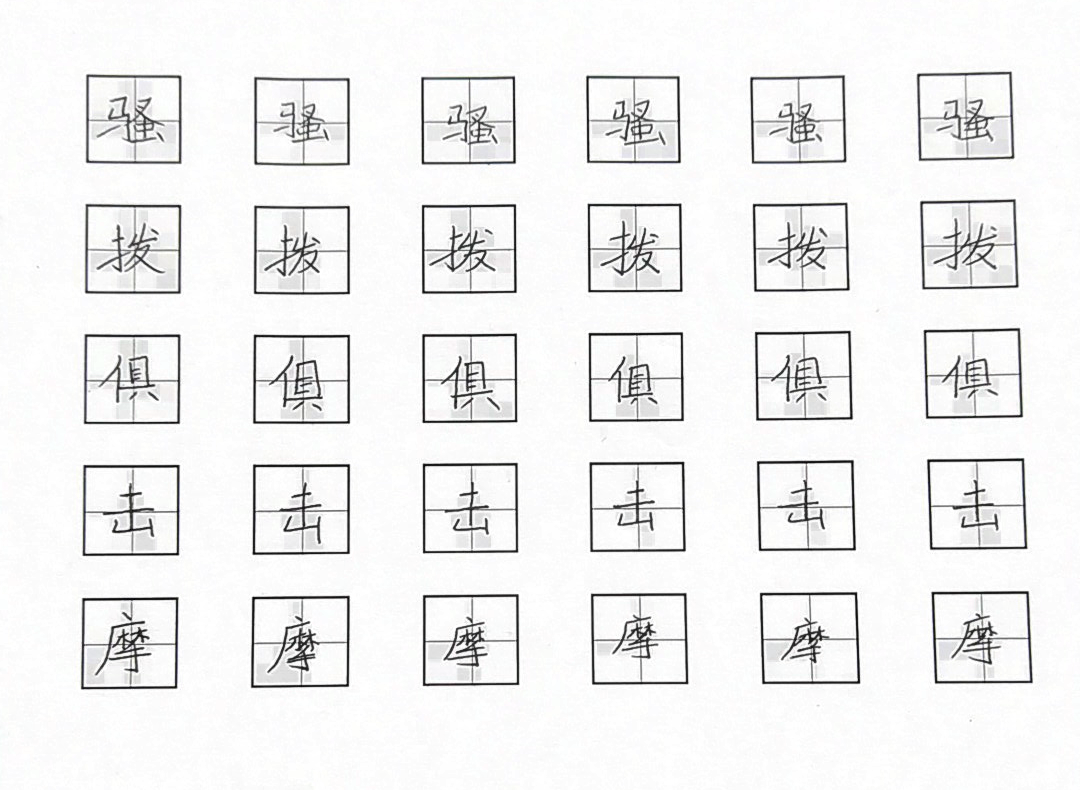 骚 骚 骚 骚 骚 骚
拨 拨 拨 拨 拨 拨
俱 俱 俱 俱 俱 俱
击 击 击 击 击 击
摩 摩 摩 摩 摩 摩